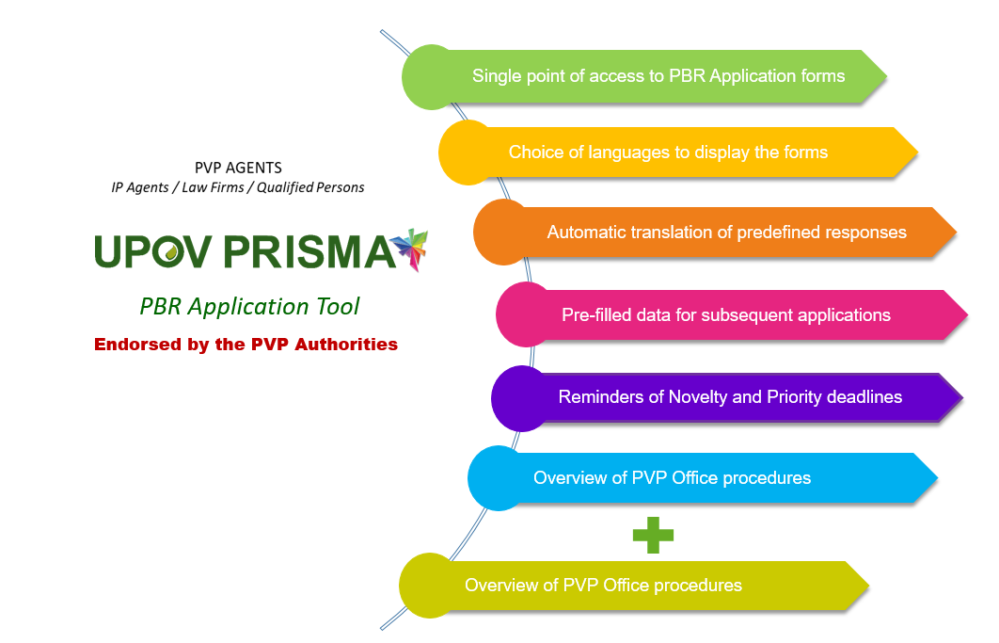 PVP AGENTS
IP Agents / Law Firms / Qualified Persons
UPOV PRISMA
PBR Application Tool
Endorsed by the PVP Authorities
Single point of access to PBR Application forms
Choice of languages to display the forms
Automatic translation of predefined responses
Pre-filled data for subsequent applications
Reminders of Novelty and Priority deadlines
Overview of PVP Office procedures
Overview of PVP Office procedures